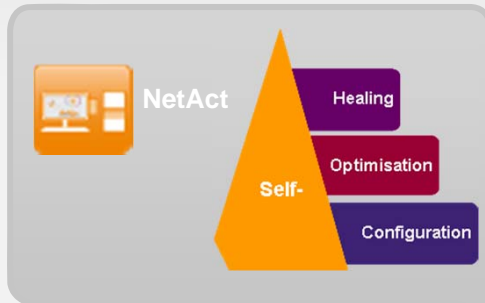 NetAct
Healing
Optimisation
Self-
Configuration